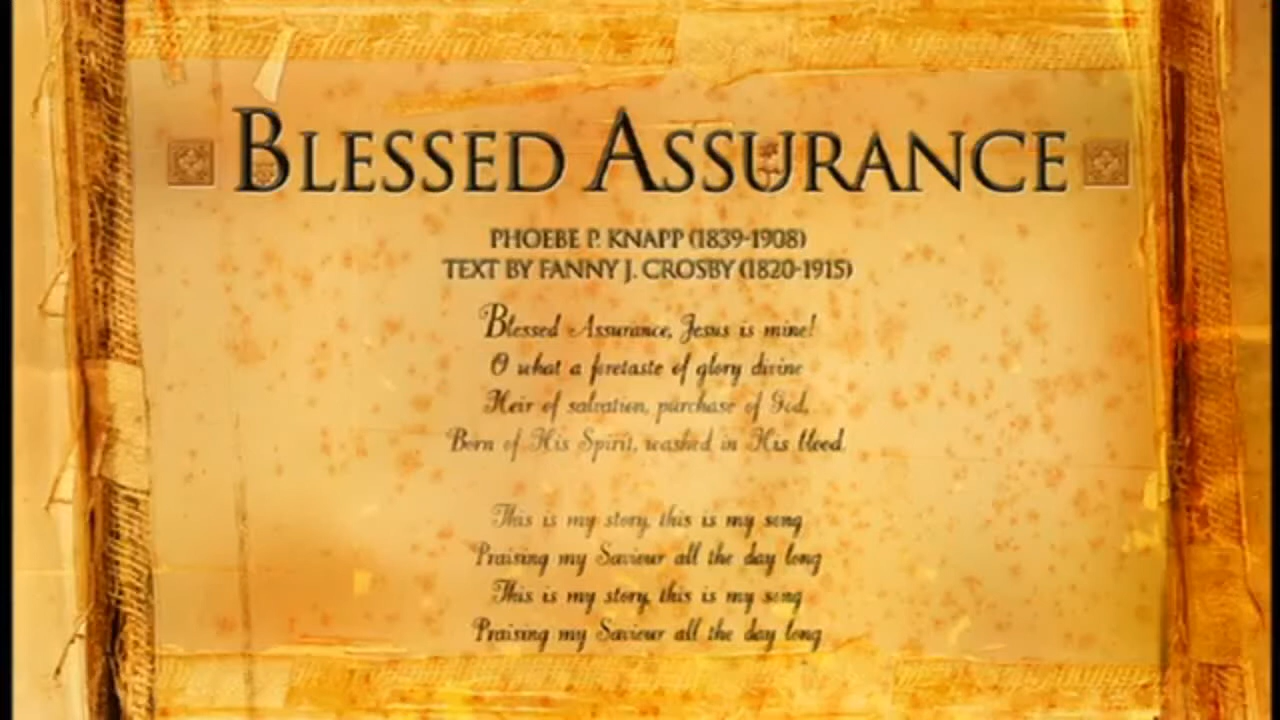 BLESSED ASSURANCE
PHOEBE P. KNAPP (1839-1908)
TEXT BY FANNY J. CROSBY (1820-1915)
Blessed Assurance, Jesus is mine!
O what a foretaste of glory divine
Heir of salvation, purchase of God,
Born of His Spirit, washed in His blood.
This is my story, this is my song
Praising my Saviour all the day long
This is my story, this is my song
Praising my Saviour all the day long